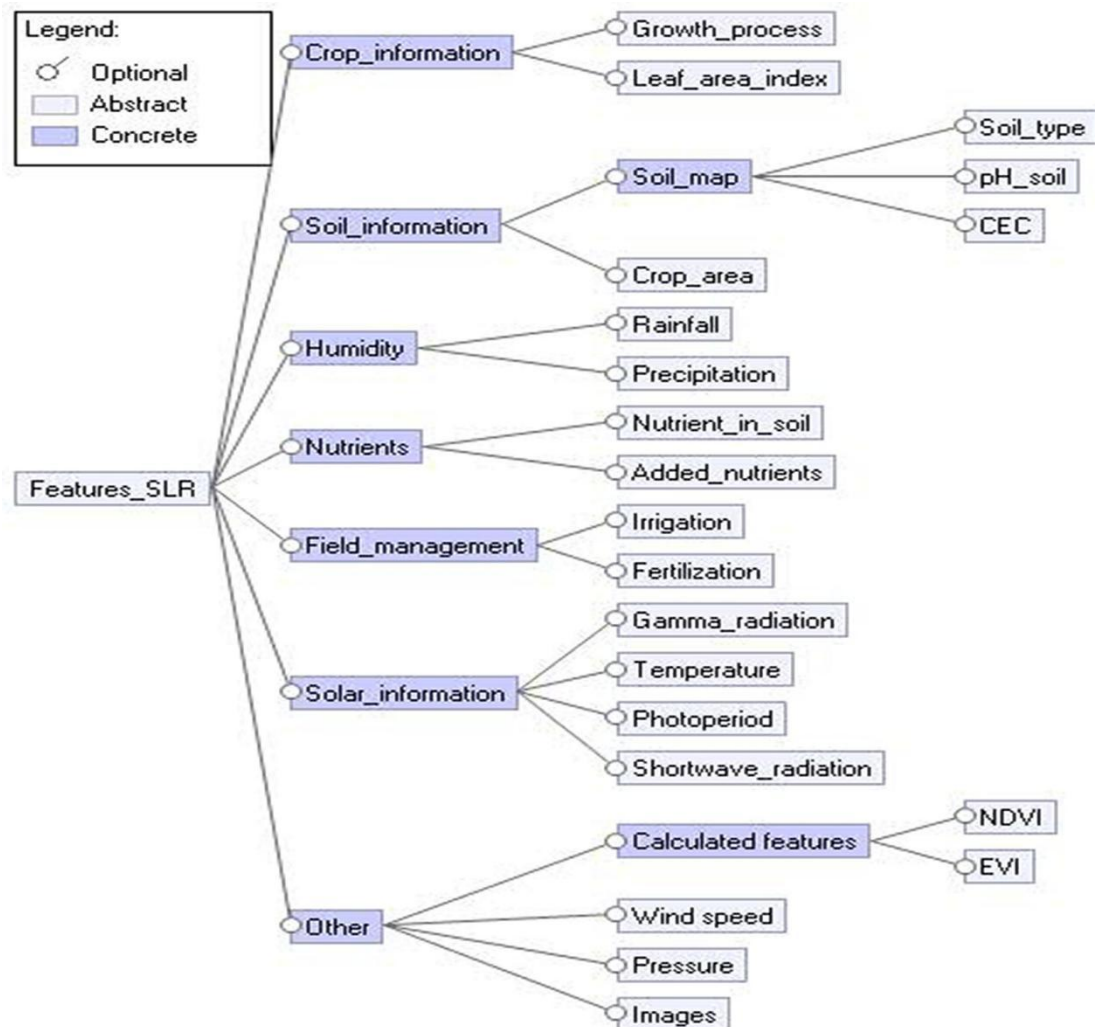 Legend:
Optional
Abstract
Concrete
Features_SLR
Crop_information
Growth_process
Leaf_area_index
Soil_information
Soil_map
Soil_type
pH_soil
CEC
Crop_area
Humidity
Rainfall
Precipitation
Nutrients
Nutrient_in_soil
Added_nutrients
Field_management
Irrigation
Fertilization
Solar_information
Gamma_radiation
Temperature
Photoperiod
Shortwave_radiation
Other
Calculated features
NDVI
EVI
Wind speed
Pressure
Images